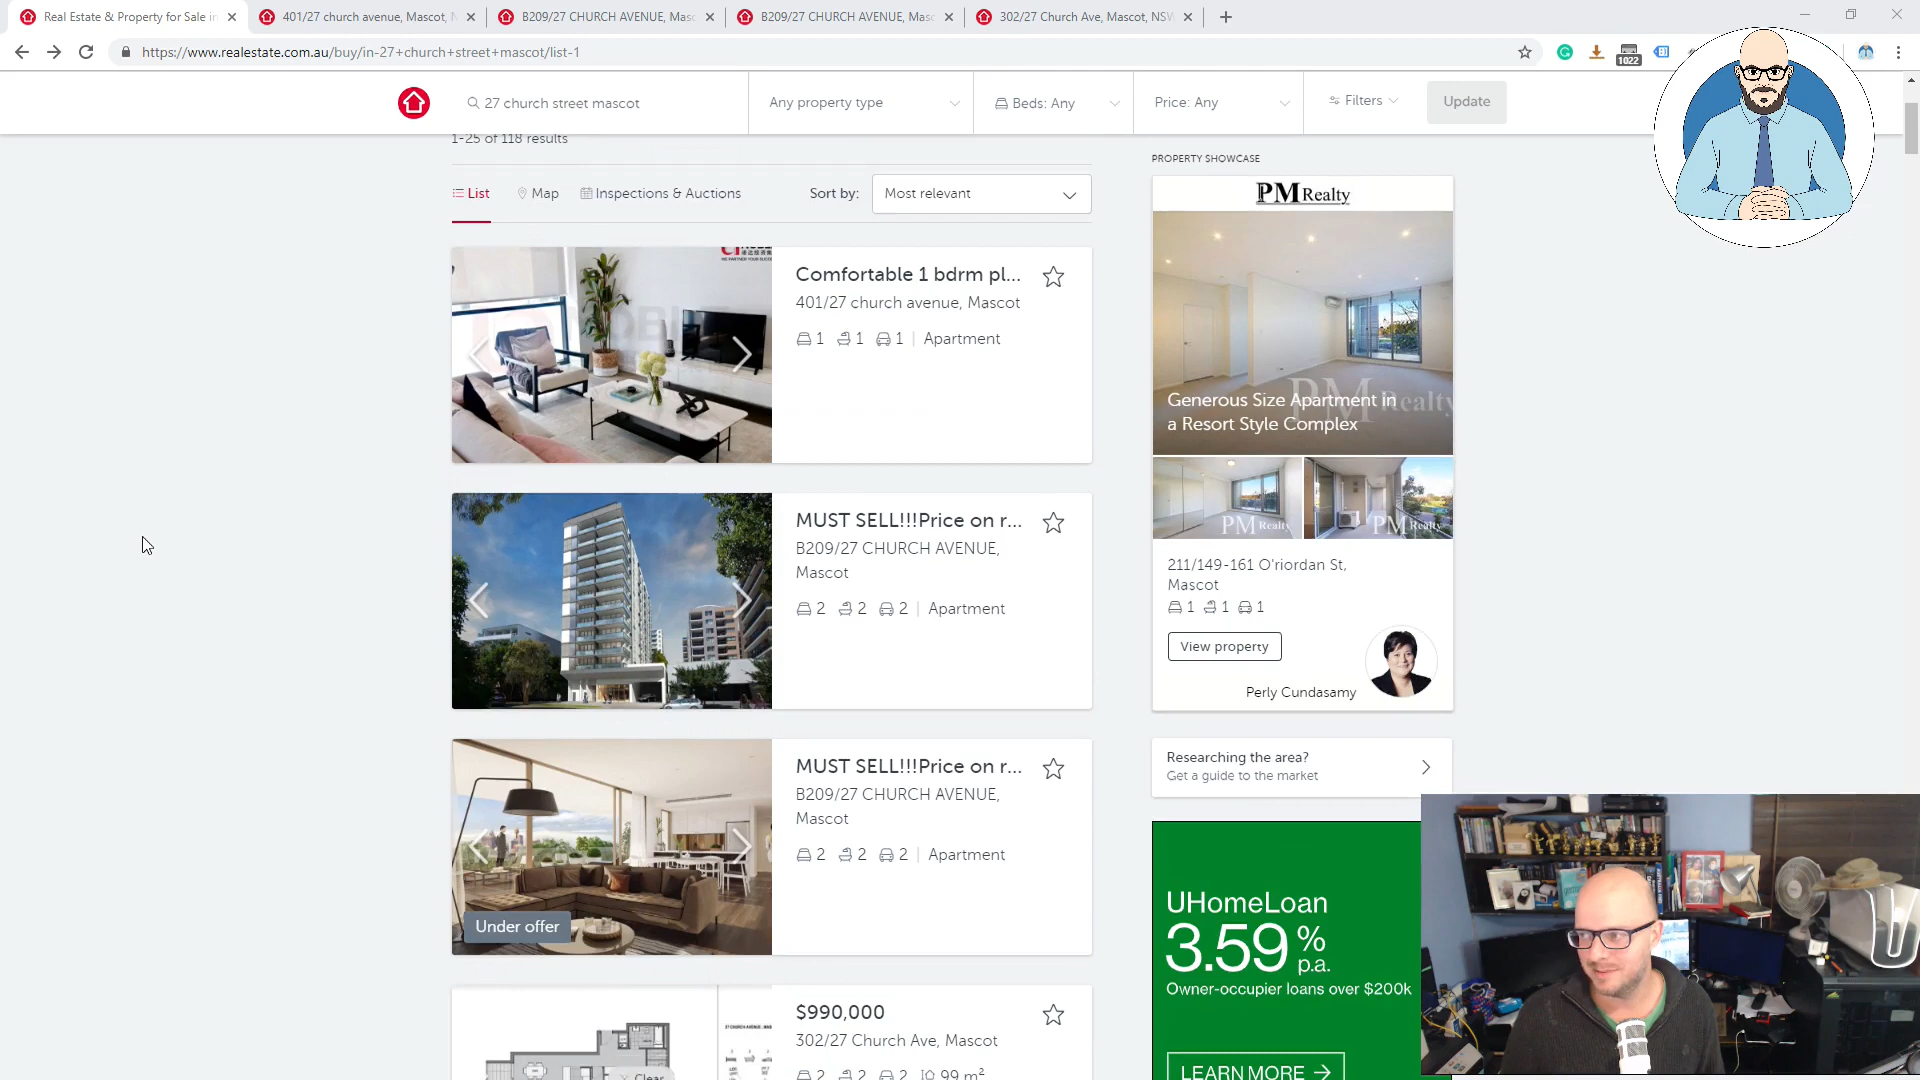 Real Estate & Property for Sale in
401/27 church avenue, Mascot, N
B209/27 CHURCH AVENUE, Masc
B209/27 CHURCH AVENUE, Masc
302/27 Church Ave, Mascot, NSW
https://www.realestate.com.au/buy/in-27+church+street+mascot/list-1
1022
27 church street mascot
Any property type
Beds: Any
Price: Any
Filters
Update
1-25 of 118 results
List
Map
Inspections & Auctions
Sort by:
Most relevant
Comfortable 1 bdrm pl...
401/27 church avenue, Mascot
1 1 1 | Apartment
MUST SELL!!!Price on r...
B209/27 CHURCH AVENUE,
Mascot
2 2 2 | Apartment
MUST SELL!!!Price on r...
B209/27 CHURCH AVENUE,
Mascot
2 2 2 | Apartment
Under offer
$990,000
302/27 Church Ave, Mascot
2 2 2 99 m²
Clear
PROPERTY SHOWCASE
PM Realty
PM Realty
Generous Size Apartment in
a Resort Style Complex
PM Realty
PM Realty
211/149-161 O'riordan St,
Mascot
1 1 1
View property
Perly Cundasamy
Researching the area?
Get a guide to the market
UHomeLoan
3.59 %
p.a.
Owner-occupier loans over $200k
LEARN MORE